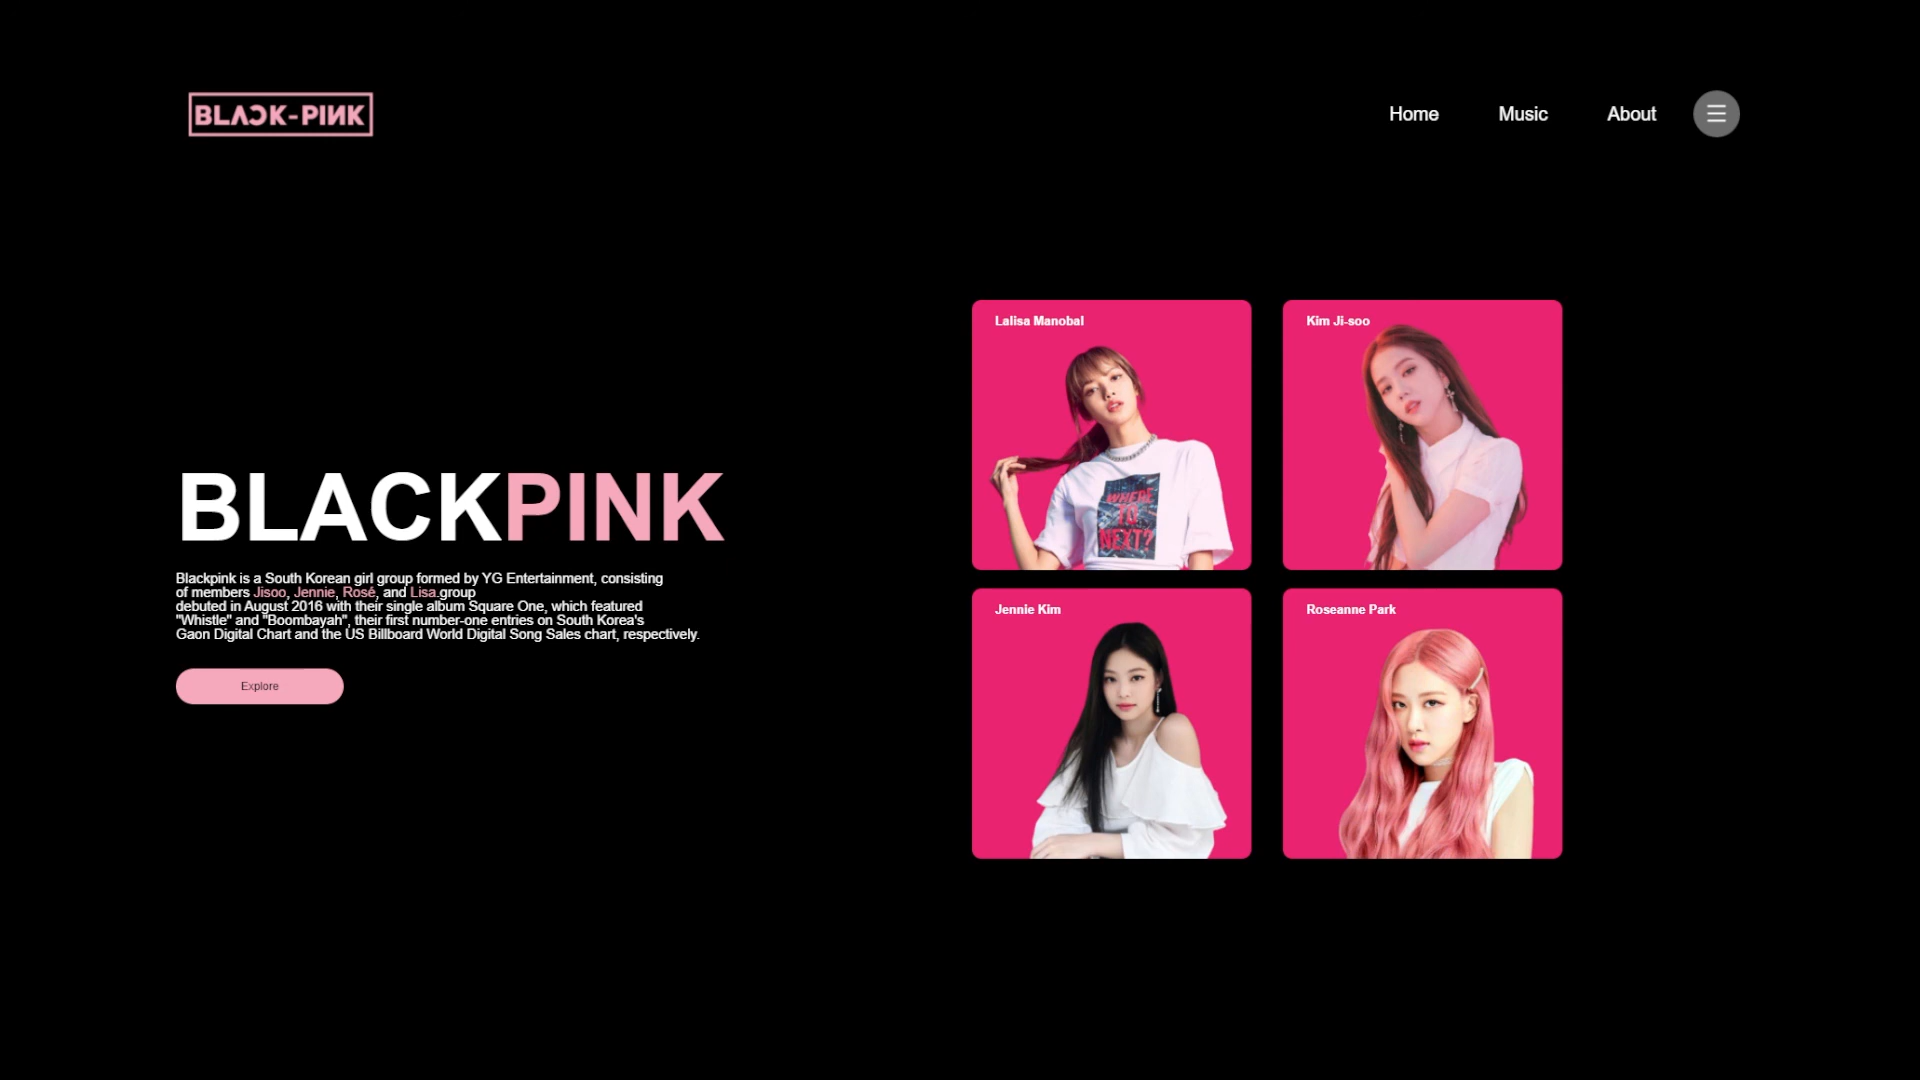 BLACK-PINK
Home
Music
About
Lalisa Manobal
Kim Ji-soo
WHERE
TO
NEXT?
BLACKPINK
Blackpink is a South Korean girl group formed by YG Entertainment, consisting
of members Jisoo, Jennie, Rosé, and Lisa.group
debuted in August 2016 with their single album Square One, which featured
"Whistle" and "Boombayah", their first number-one entries on South Korea's
Gaon Digital Chart and the US Billboard World Digital Song Sales chart, respectively.
Explore
Jennie Kim
Roseanne Park